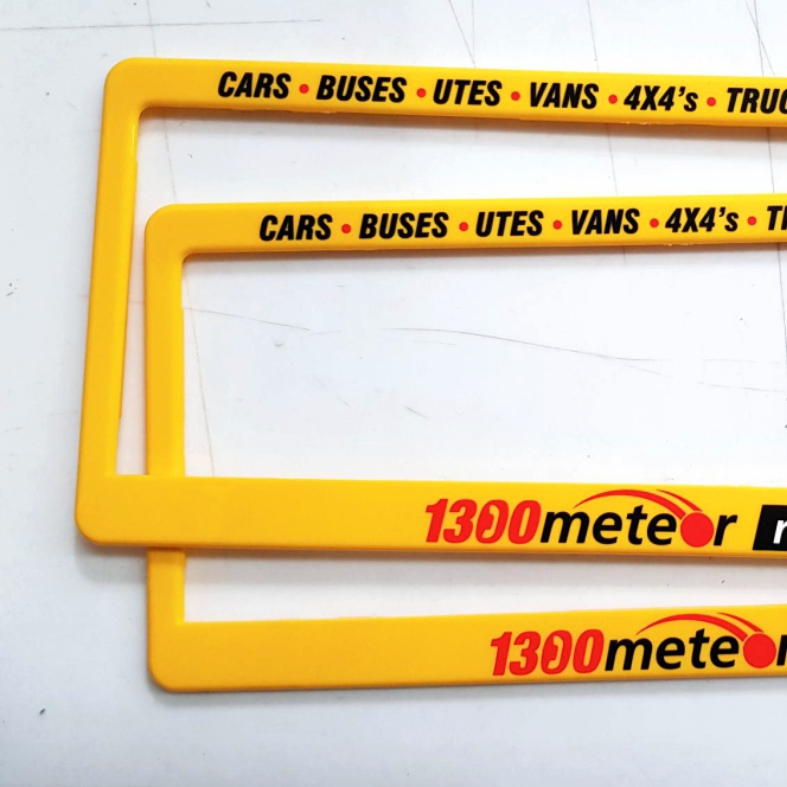 CARS • BUSES • UTES • VANS • 4X4's •
CARS • BUSES • UTES • VANS • 4X4's •
1300meteor
1300meteor